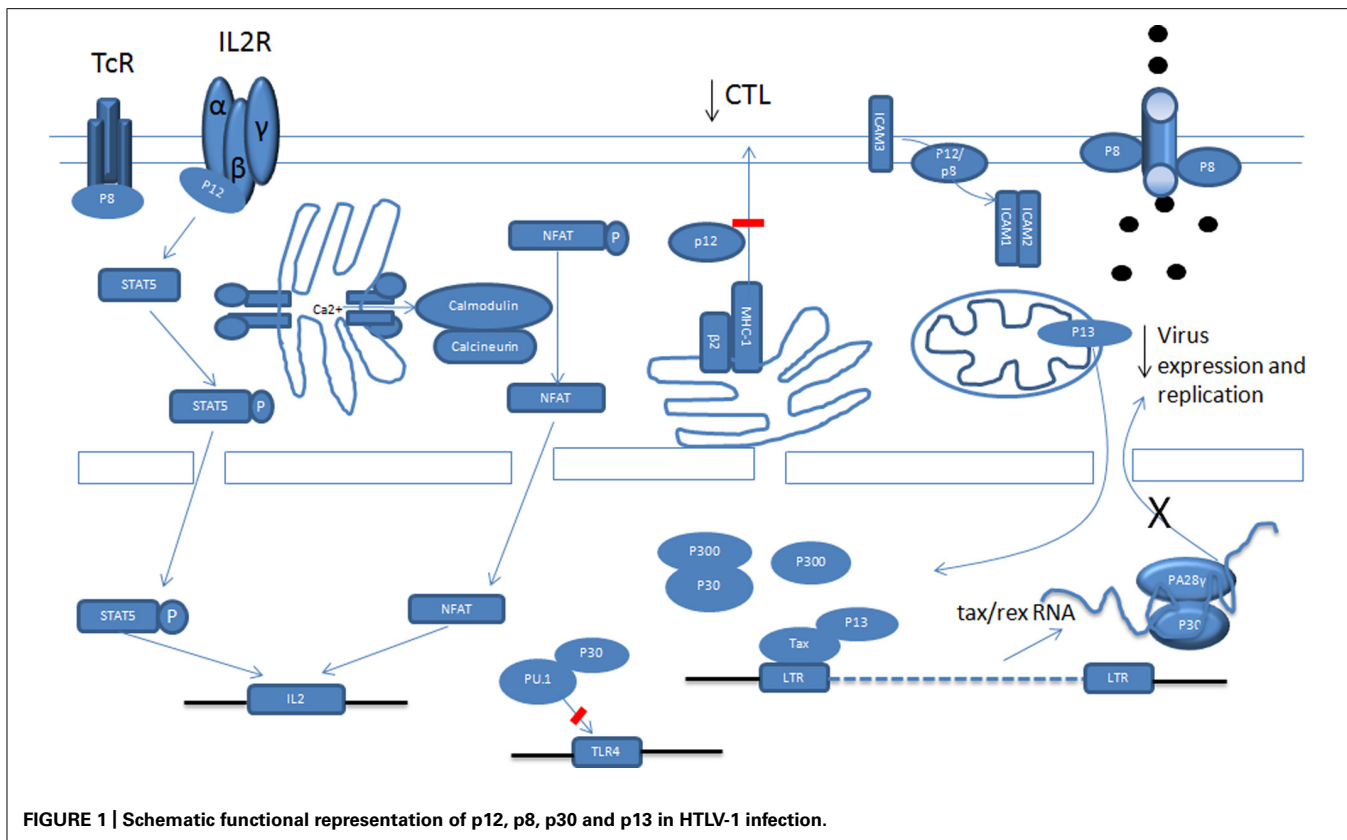 TcR
IL2R
α
β
γ
P8
P12
STAT5
STAT5
P
Ca2+
Calmodulin
Calcineurin
NFAT
P
NFAT
CTL
p12
β2
MHC-1
ICAM3
P12/
p8
ICAM1
ICAM2
P8
P8
P13
Virus
expression and
replication
X
STAT5
P
NFAT
IL2
P30
PU.1
TLR4
P300
P30
P300
P13
Tax
LTR
tax/rex RNA
LTR
PA28γ
P30
FIGURE 1 | Schematic functional representation of p12, p8, p30 and p13 in HTLV-1 infection.